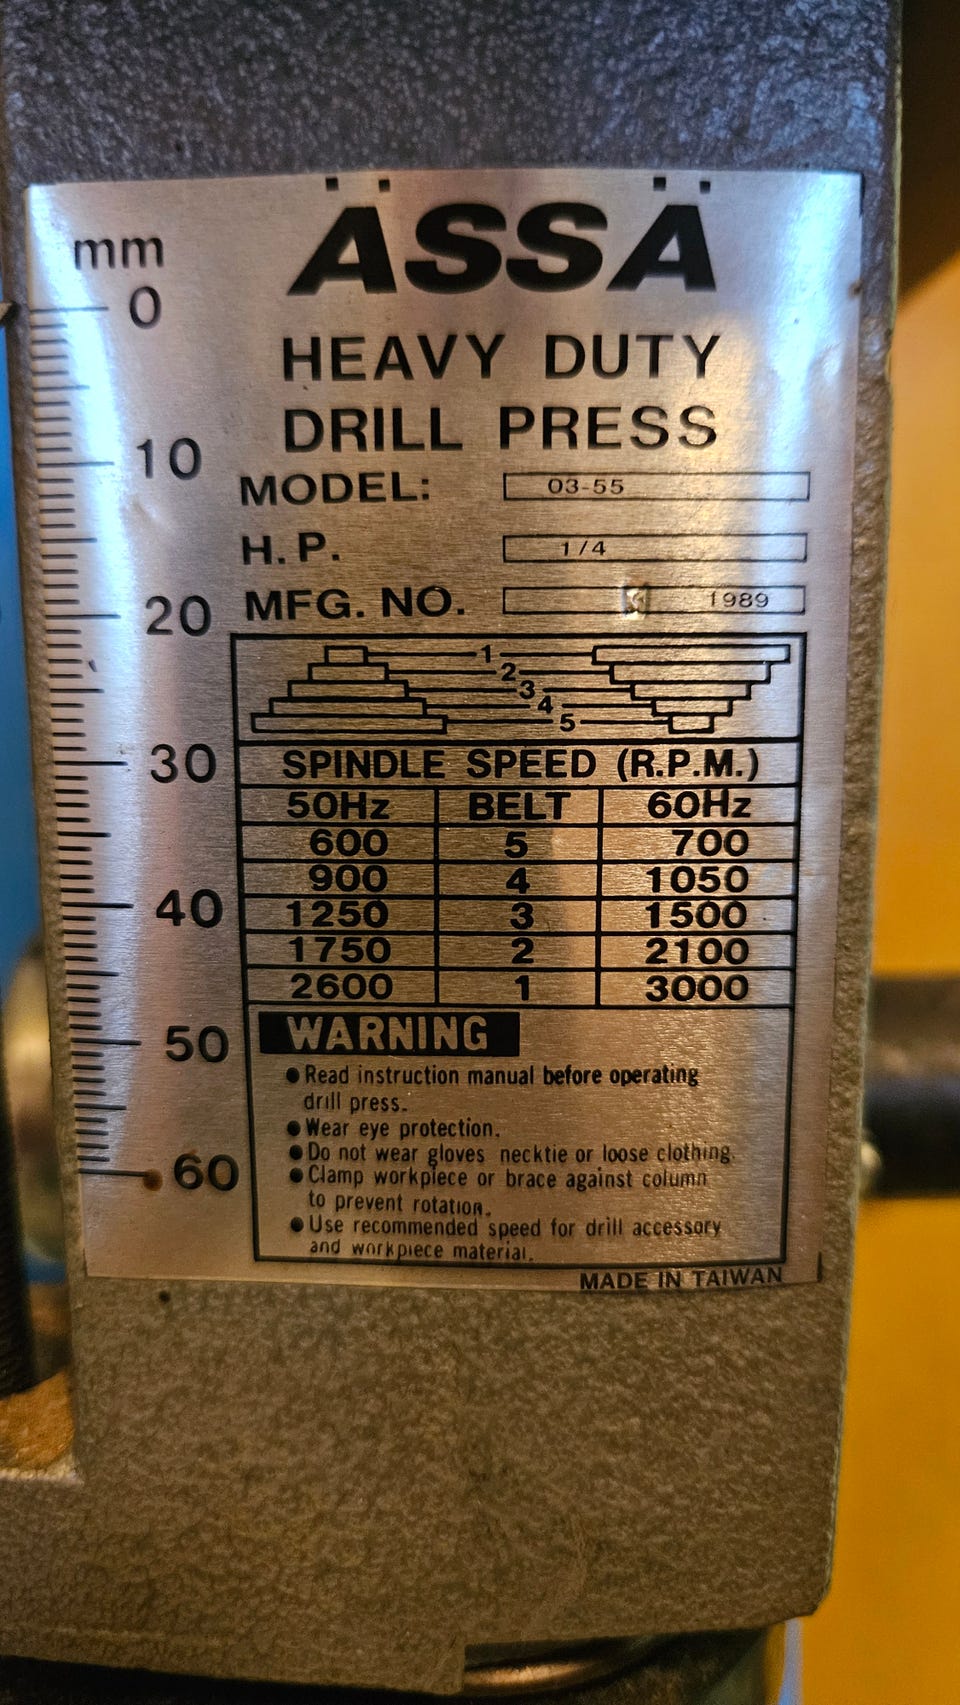 ÄSSÄ
mm
0
HEAVY DUTY
DRILL PRESS
10
MODEL: 03-55
H.P. 1/4
20
MFG. NO. 1989
1
2
3
4
5
30
SPINDLE SPEED (R.P.M.)
50Hz BELT 60Hz
600 5 700
900 4 1050
40
1250 3 1500
1750 2 2100
2600 1 3000
50
WARNING
●Read instruction manual before operating
drill press.
●Wear eye protection.
●Do not wear gloves necktie or loose clothing.
60
●Clamp workpiece or brace against column
to prevent rotation.
●Use recommended speed for drill accessory
and workpiece material.
MADE IN TAIWAN